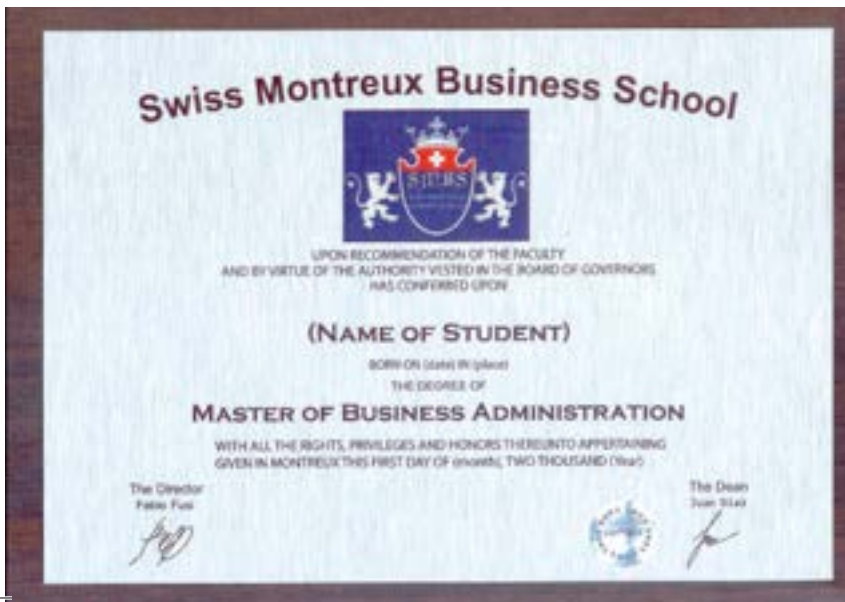 Swiss Montreux Business School
SMBS
UPON RECOMMENDATION OF THE FACULTY
AND BY VIRTUE OF THE AUTHORITY VESTED IN THE BOARD OF GOVERNORS
HAS CONFERRED UPON
(NAME OF STUDENT)
BORN ON (date) IN (place)
THE DEGREE OF
MASTER OF BUSINESS ADMINISTRATION
WITH ALL THE RIGHTS, PRIVILEGES AND HONORS THEREUNTO APPERTAINING
GIVEN IN MONTREUX THIS FIRST DAY OF (month), TWO THOUSAND (Year)
The Director
Fabio Fusi
The Dean
Juan